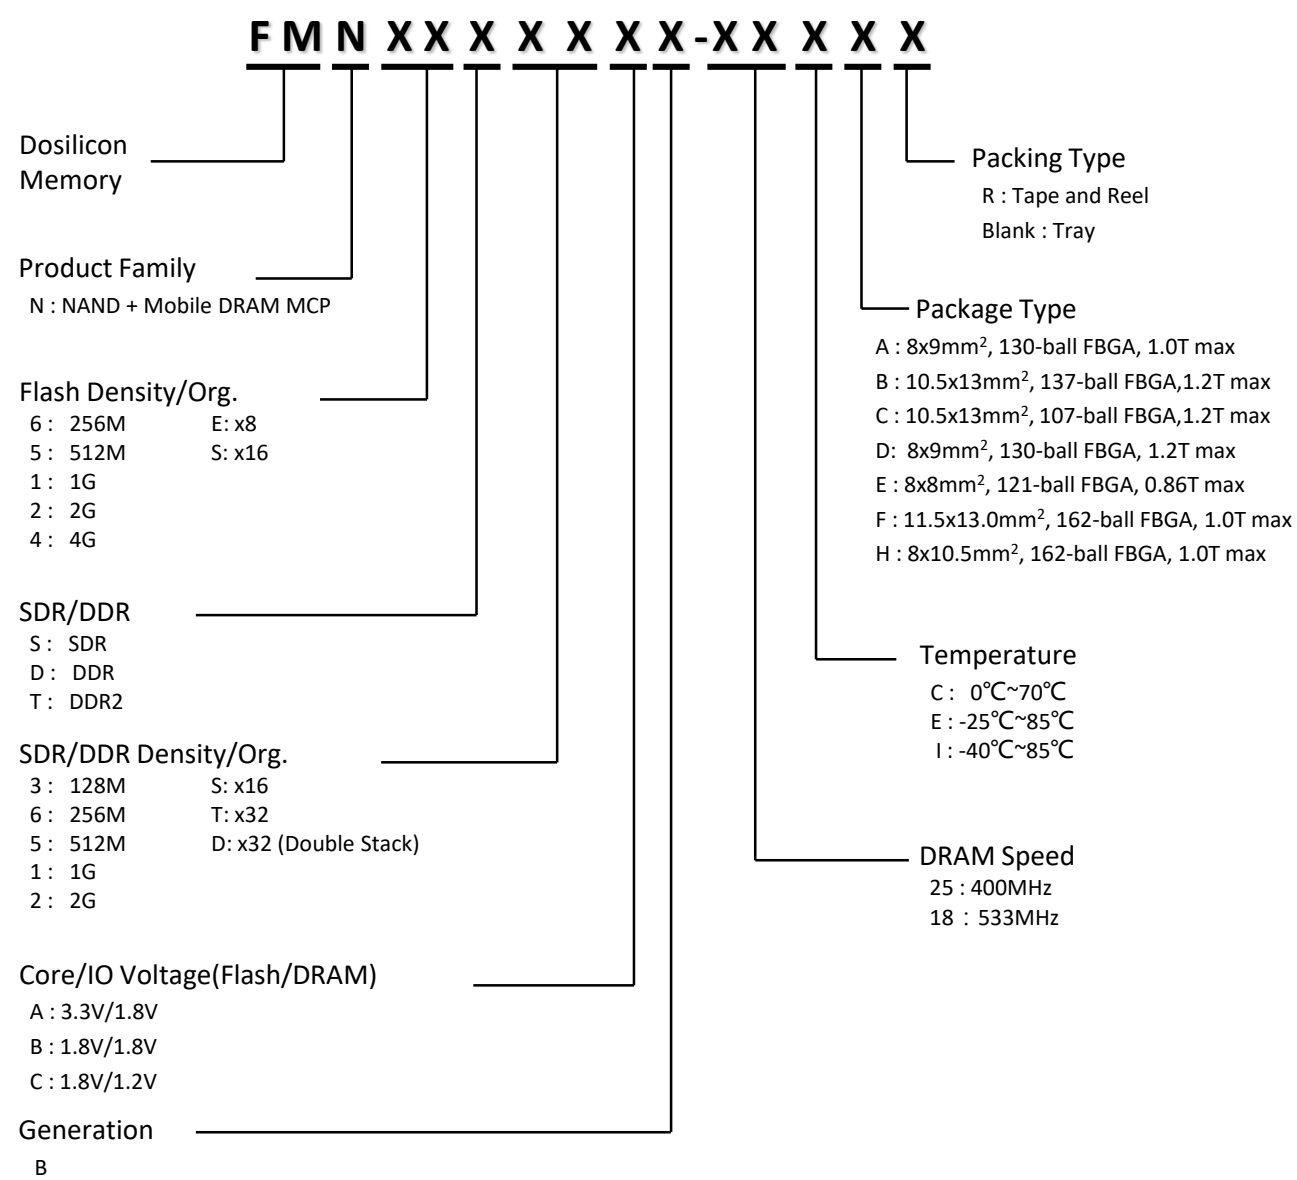 F M N X X X X X X X - X X X X X
Dosilicon
Memory
Product Family
N : NAND + Mobile DRAM MCP
Flash Density/Org.
6 : 256M E: x8
5 : 512M S: x16
1 : 1G
2 : 2G
4 : 4G
SDR/DDR
S : SDR
D : DDR
T : DDR2
SDR/DDR Density/Org.
3 : 128M S: x16
6 : 256M T: x32
5 : 512M D: x32 (Double Stack)
1 : 1G
2 : 2G
Core/IO Voltage(Flash/DRAM)
A : 3.3V/1.8V
B : 1.8V/1.8V
C : 1.8V/1.2V
Generation
B
Packing Type
R : Tape and Reel
Blank : Tray
Package Type
A : 8x9mm², 130-ball FBGA, 1.0T max
B : 10.5x13mm², 137-ball FBGA,1.2T max
C : 10.5x13mm², 107-ball FBGA,1.2T max
D: 8x9mm², 130-ball FBGA, 1.2T max
E : 8x8mm², 121-ball FBGA, 0.86T max
F : 11.5x13.0mm², 162-ball FBGA, 1.0T max
H : 8x10.5mm², 162-ball FBGA, 1.0T max
Temperature
C : 0℃~70℃
E : -25℃~85℃
I : -40℃~85℃
DRAM Speed
25 : 400MHz
18 : 533MHz